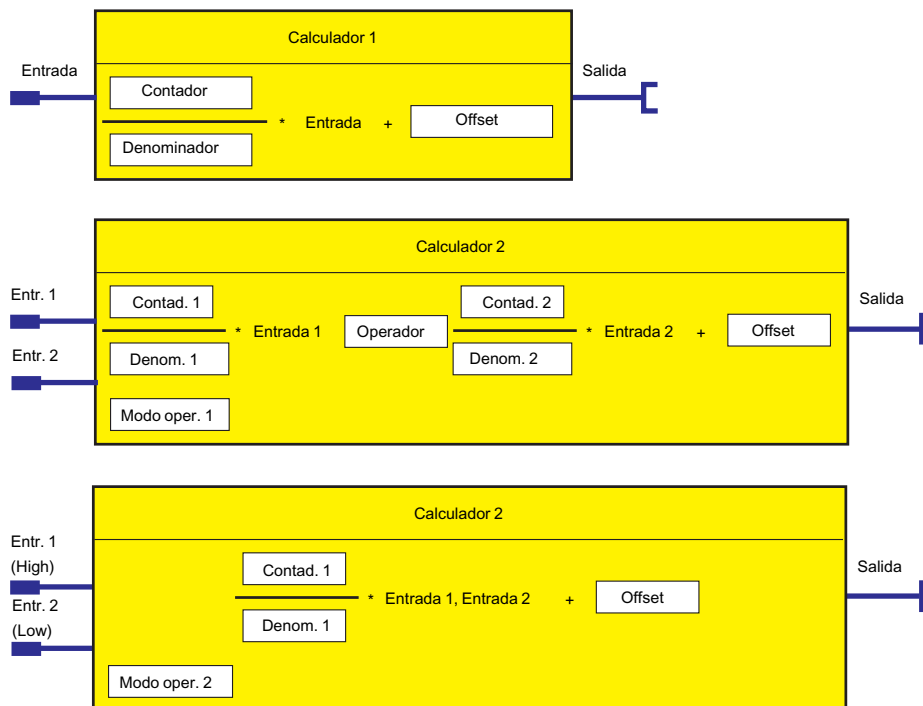 Calculador 1
Entrada
Salida
Contador
* Entrada + Offset
Denominador
Calculador 2
Entr. 1
Salida
Contad. 1
Contad. 2
* Entrada 1 Operador * Entrada 2 + Offset
Entr. 2
Denom. 1
Denom. 2
Modo oper. 1
Calculador 2
Entr. 1
(High)
Salida
Contad. 1
* Entrada 1, Entrada 2 + Offset
Entr. 2
(Low)
Denom. 1
Modo oper. 2